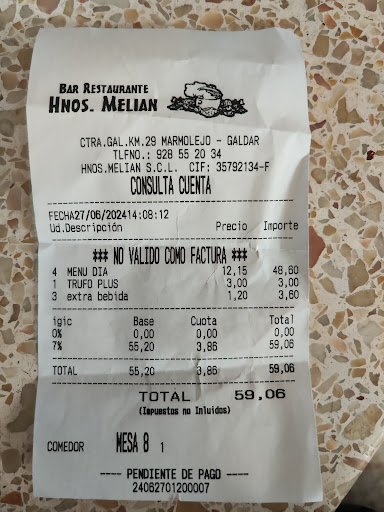 BAR RESTAURANTE
HNOS. MELIAN
CTRA.GAL.KM.29 MARMOLEJO - GALDAR
TLFNO.: 928 55 20 34
HNOS.MELIAN S.C.L. CIF: 35792134-F
CONSULTA CUENTA
FECHA27/06/202414:08:12
Ud.Descripción Precio Importe
*** NO VALIDO COMO FACTURA ***
4 MENU DIA 12,15 48,60
1 TRUFO PLUS 3,00 3,00
3 extra bebida 1,20 3,60
igic Base Cuota Total
0% 0,00 0,00 0,00
7% 55,20 3,86 59,06
TOTAL 55,20 3,86 59,06
TOTAL 59,06
(Impuestos no Inluidos)
COMEDOR MESA 8 1
---- PENDIENTE DE PAGO ----
24062701200007